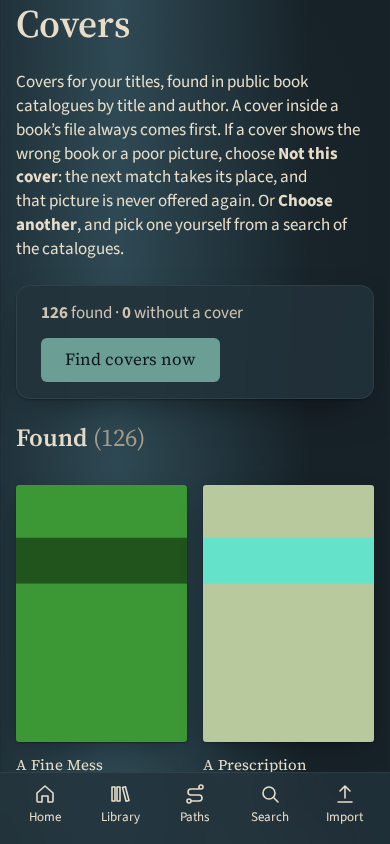 Covers
Covers for your titles, found in public book
catalogues by title and author. A cover inside a
book’s file always comes first. If a cover shows the
wrong book or a poor picture, choose Not this
cover: the next match takes its place, and
that picture is never offered again. Or Choose
another, and pick one yourself from a search of
the catalogues.
126 found · 0 without a cover
Find covers now
Found (126)
A Fine Mess
A Prescription
Home
Library
Paths
Search
Import